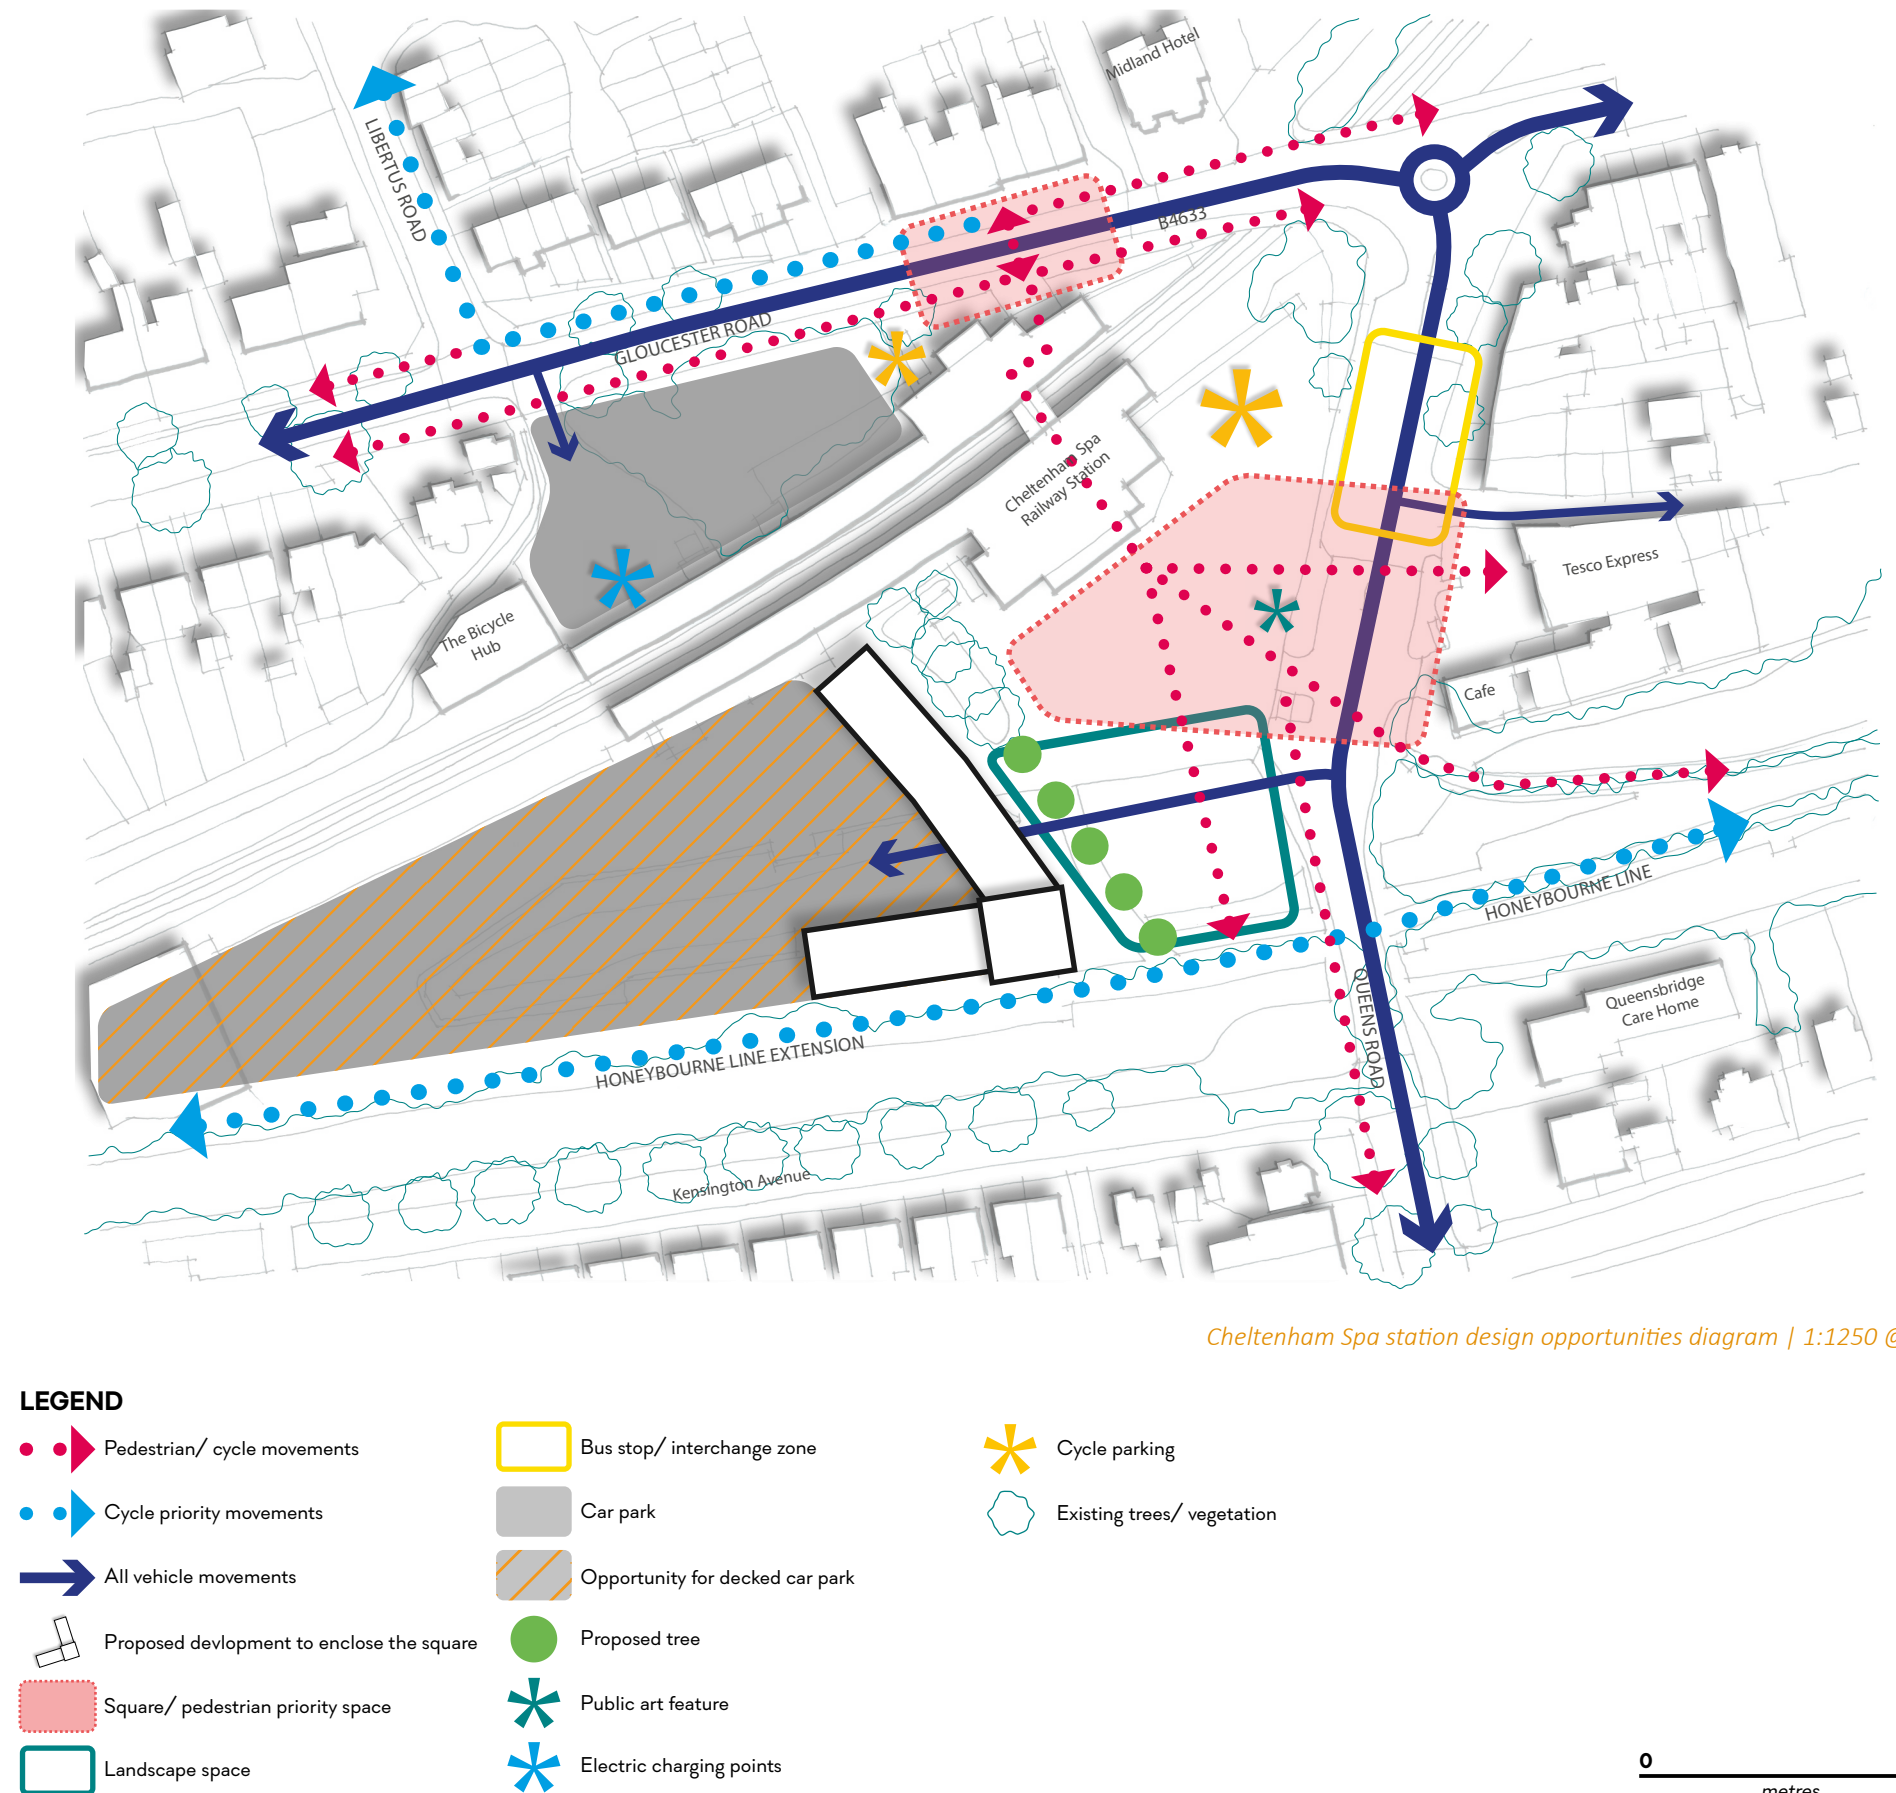 Midland Hotel
LIBERTUS ROAD
B4633
GLOUCESTER ROAD
Cheltenham Spa
Railway Station
Tesco Express
The Bicycle
Hub
Cafe
HONEYBOURNE LINE
Queensbridge
Care Home
QUEENS ROAD
HONEYBOURNE LINE EXTENSION
Kensington Avenue
Cheltenham Spa station design opportunities diagram | 1:1250 @
LEGEND
Pedestrian/ cycle movements
Cycle priority movements
All vehicle movements
Proposed devlopment to enclose the square
Square/ pedestrian priority space
Landscape space
Bus stop/ interchange zone
Car park
Opportunity for decked car park
Proposed tree
Public art feature
Electric charging points
Cycle parking
Existing trees/ vegetation
0
metres